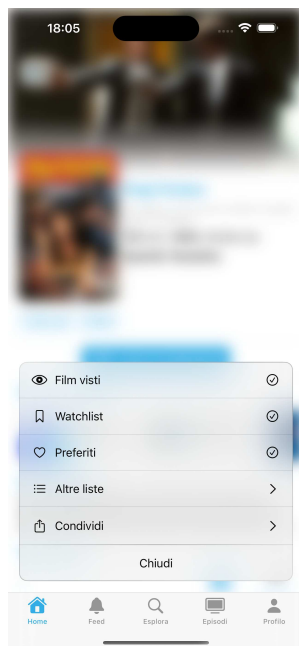 18:05
Film visti
Watchlist
Preferiti
Altre liste
Condividi
Chiudi
Home
Feed
Esplora
Episodi
Profilo